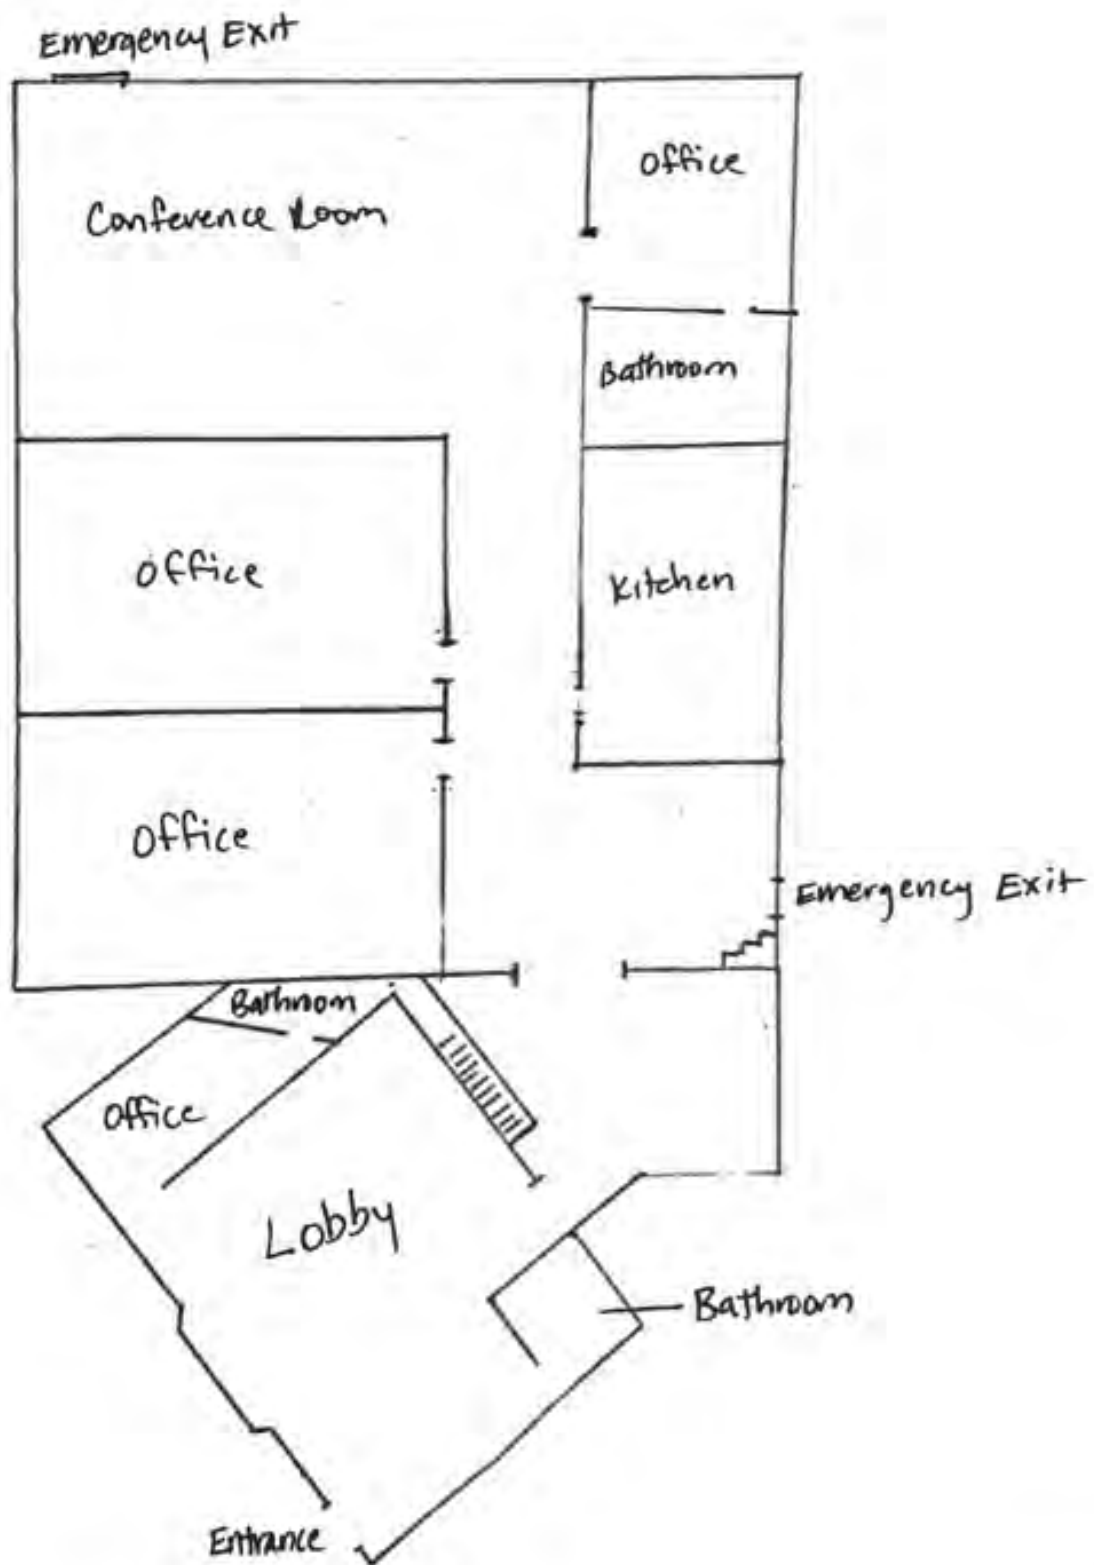 Emergency Exit
Office
Conference Room
Bathroom
Office
Kitchen
Office
Emergency Exit
Bathroom
Office
Lobby
Bathroom
Entrance